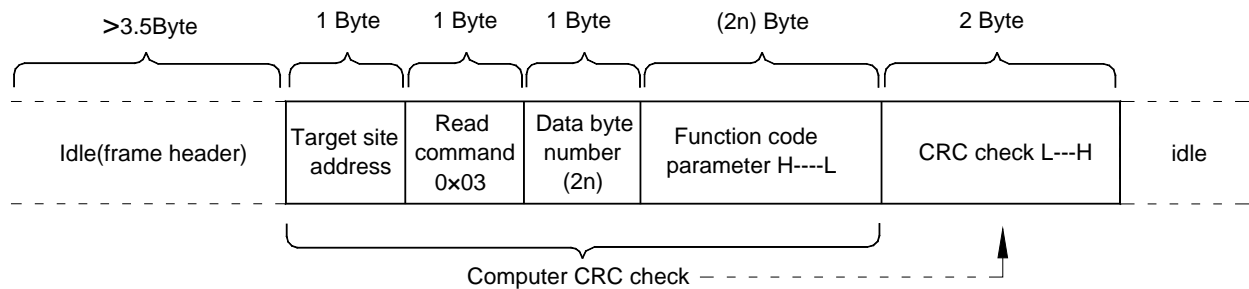 >3.5Byte
1 Byte
1 Byte
1 Byte
(2n) Byte
2 Byte
Idle(frame header)
Target site
address
Read
command
0×03
Data byte
number
(2n)
Function code
parameter H----L
CRC check L---H
idle
Computer CRC check